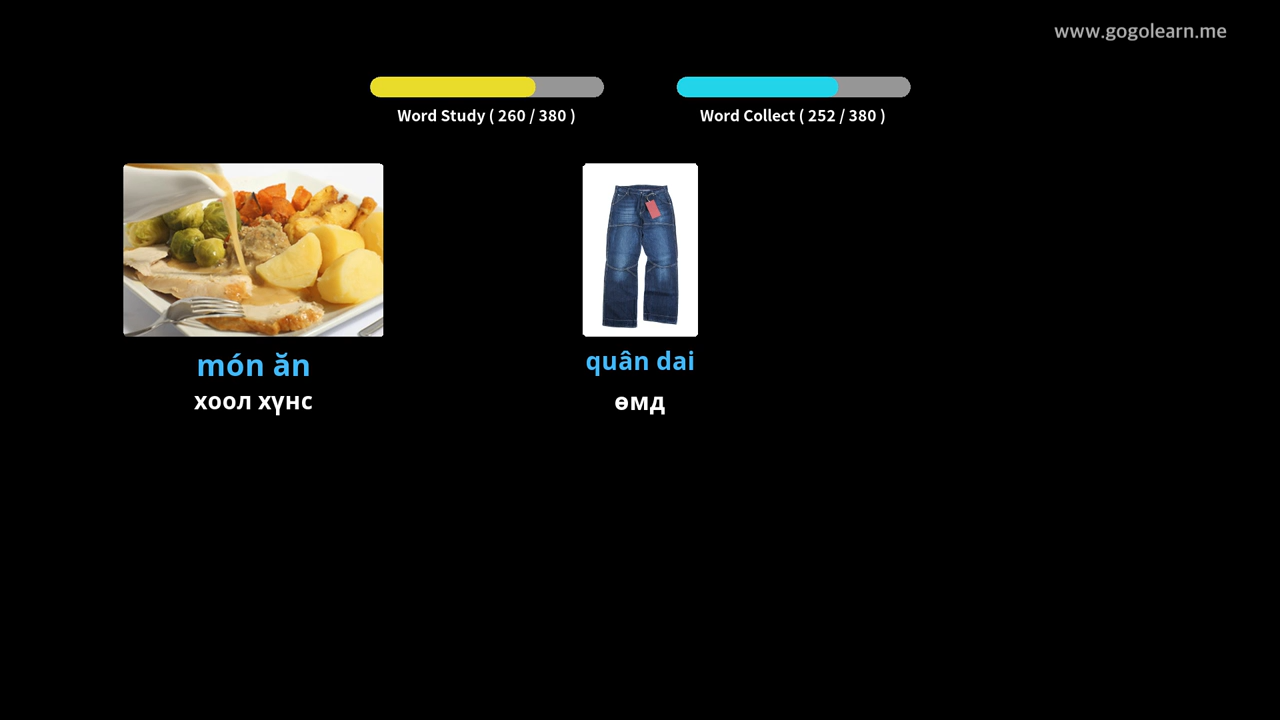 www.gogolearn.me
Word Study ( 260 / 380 )
Word Collect ( 252 / 380 )
món ăn
хоол хүнс
quân dai
өмд